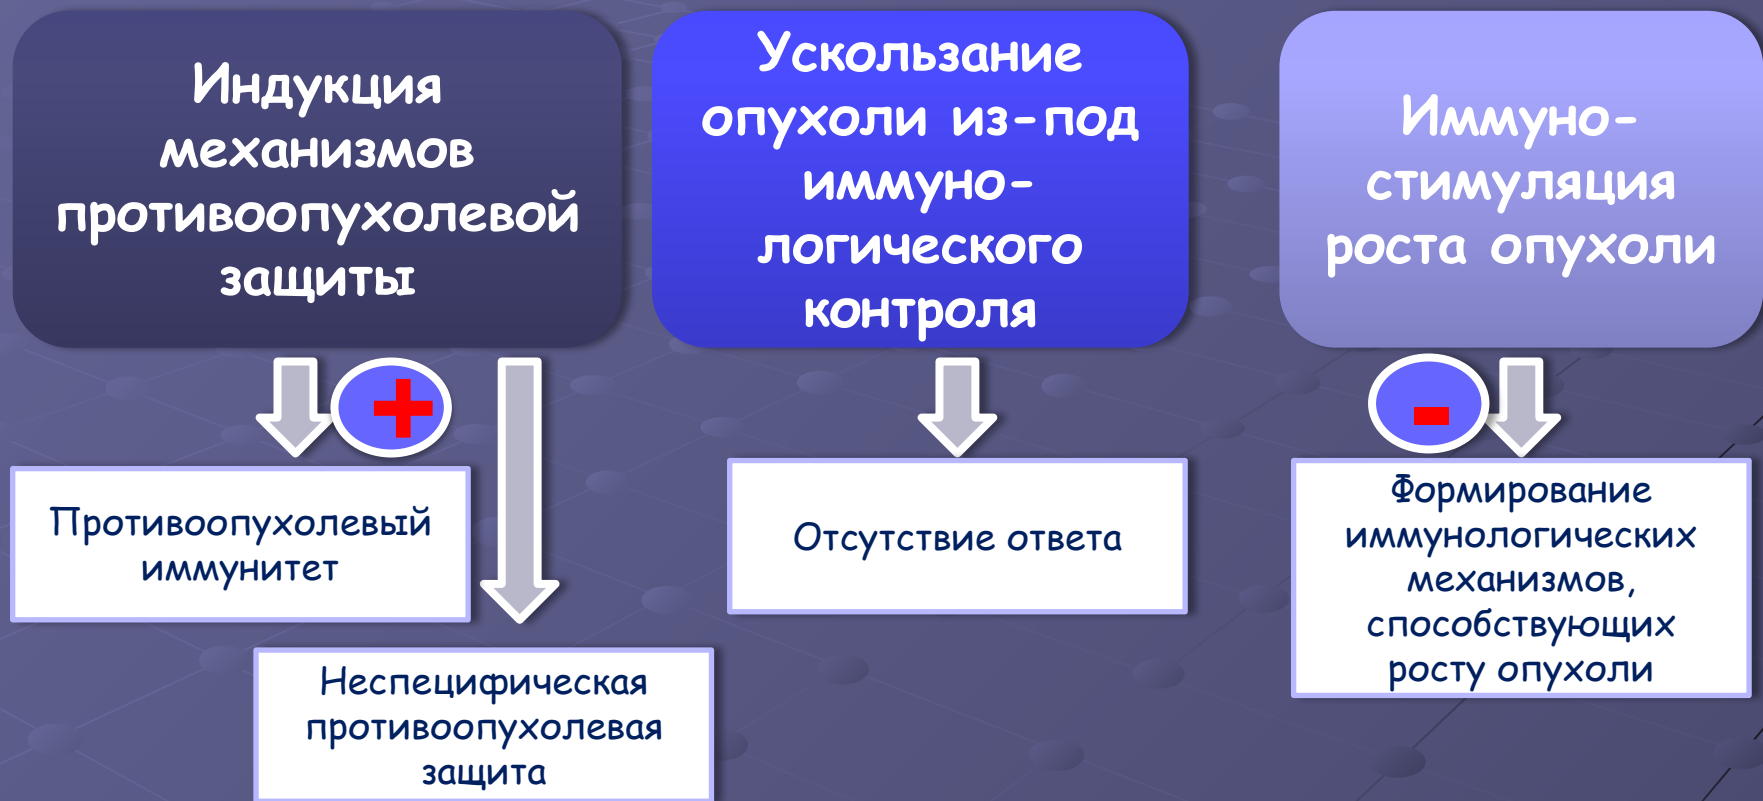 Индукция
механизмов
противоопухолевой
защиты
Ускользание
опухоли из-под
иммуно-
логического
контроля
Иммуно-
стимуляция
роста опухоли
+
-
Противоопухолевый
иммунитет
Неспецифическая
противоопухолевая
защита
Отсутствие ответа
Формирование
иммунологических
механизмов,
способствующих
росту опухоли